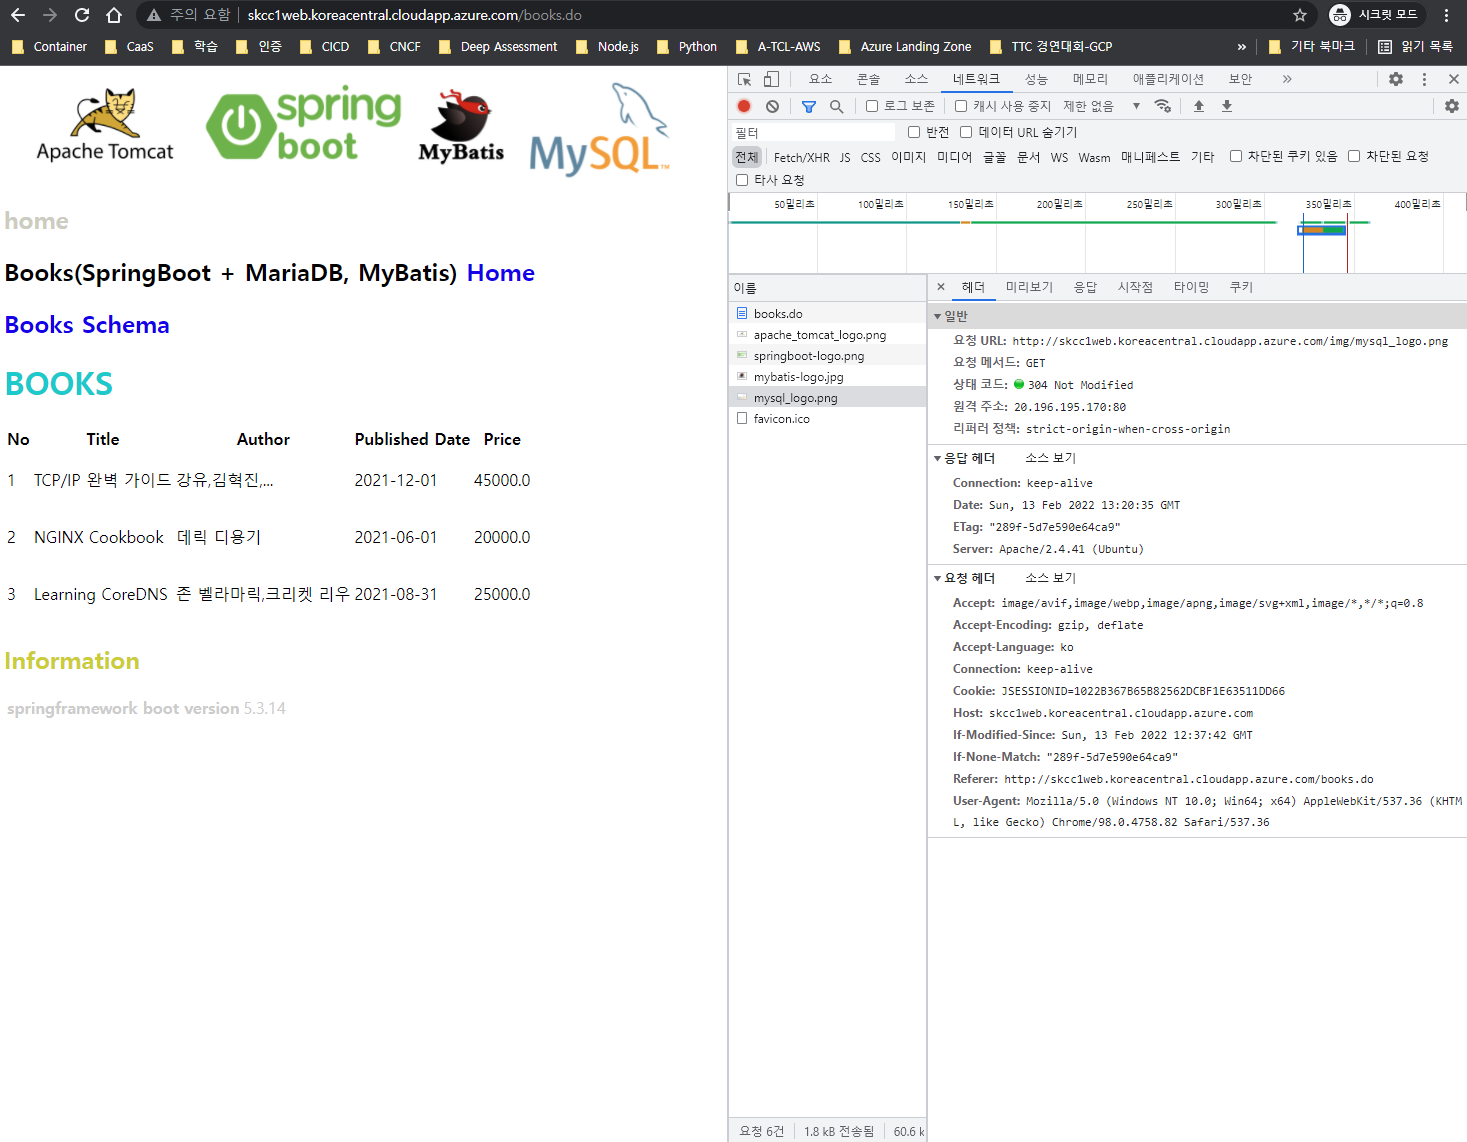 주의 요함 | skcc1web.koreacentral.cloudapp.azure.com/books.do 시크릿 모드
Container CaaS 학습 인증 CICD CNCF Deep Assessment Node.js Python A-TCL-AWS Azure Landing Zone TTC 경연대회-GCP » 기타 북마크 읽기 목록
Apache Tomcat
spring boot
MyBatis
MySQL
home
Books(SpringBoot + MariaDB, MyBatis) Home
Books Schema
BOOKS
No Title Author Published Date Price
1 TCP/IP 완벽 가이드 강유,김혁진,... 2021-12-01 45000.0
2 NGINX Cookbook 데릭 디용기 2021-06-01 20000.0
3 Learning CoreDNS 존 벨라마릭,크리켓 리우 2021-08-31 25000.0
Information
springframework boot version 5.3.14
요소 콘솔 소스 네트워크 성능 메모리 애플리케이션 보안 »
로그 보존 캐시 사용 중지 제한 없음
필터 반전 데이터 URL 숨기기
전체 Fetch/XHR JS CSS 이미지 미디어 글꼴 문서 WS Wasm 매니페스트 기타 차단된 쿠키 있음 차단된 요청
타사 요청
50밀리초 100밀리초 150밀리초 200밀리초 250밀리초 300밀리초 350밀리초 400밀리초
이름
books.do
apache_tomcat_logo.png
springboot-logo.png
mybatis-logo.jpg
mysql_logo.png
favicon.ico
요청 6건 1.8 kB 전송됨 60.6 k
헤더 미리보기 응답 시작점 타이밍 쿠키
일반
요청 URL: http://skcc1web.koreacentral.cloudapp.azure.com/img/mysql_logo.png
요청 메서드: GET
상태 코드: 304 Not Modified
원격 주소: 20.196.195.170:80
리퍼러 정책: strict-origin-when-cross-origin
응답 헤더 소스 보기
Connection: keep-alive
Date: Sun, 13 Feb 2022 13:20:35 GMT
ETag: "289f-5d7e590e64ca9"
Server: Apache/2.4.41 (Ubuntu)
요청 헤더 소스 보기
Accept: image/avif,image/webp,image/apng,image/svg+xml,image/*,*/*;q=0.8
Accept-Encoding: gzip, deflate
Accept-Language: ko
Connection: keep-alive
Cookie: JSESSIONID=1022B367B65B82562DCBF1E63511DD66
Host: skcc1web.koreacentral.cloudapp.azure.com
If-Modified-Since: Sun, 13 Feb 2022 12:37:42 GMT
If-None-Match: "289f-5d7e590e64ca9"
Referer: http://skcc1web.koreacentral.cloudapp.azure.com/books.do
User-Agent: Mozilla/5.0 (Windows NT 10.0; Win64; x64) AppleWebKit/537.36 (KHTM
L, like Gecko) Chrome/98.0.4758.82 Safari/537.36